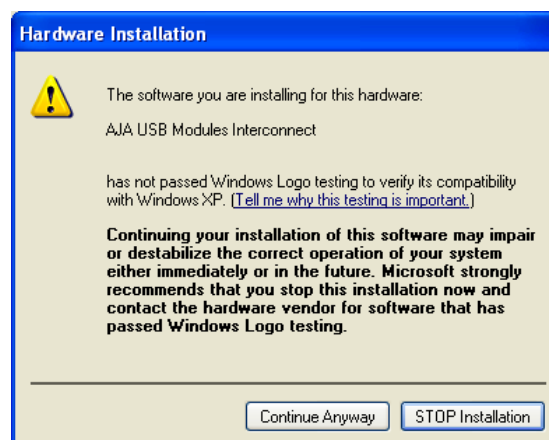 Hardware Installation
The software you are installing for this hardware:
AJA USB Modules Interconnect
has not passed Windows Logo testing to verify its compatibility
with Windows XP. (Tell me why this testing is important.)
Continuing your installation of this software may impair
or destabilize the correct operation of your system
either immediately or in the future. Microsoft strongly
recommends that you stop this installation now and
contact the hardware vendor for software that has
passed Windows Logo testing.
Continue Anyway
STOP Installation